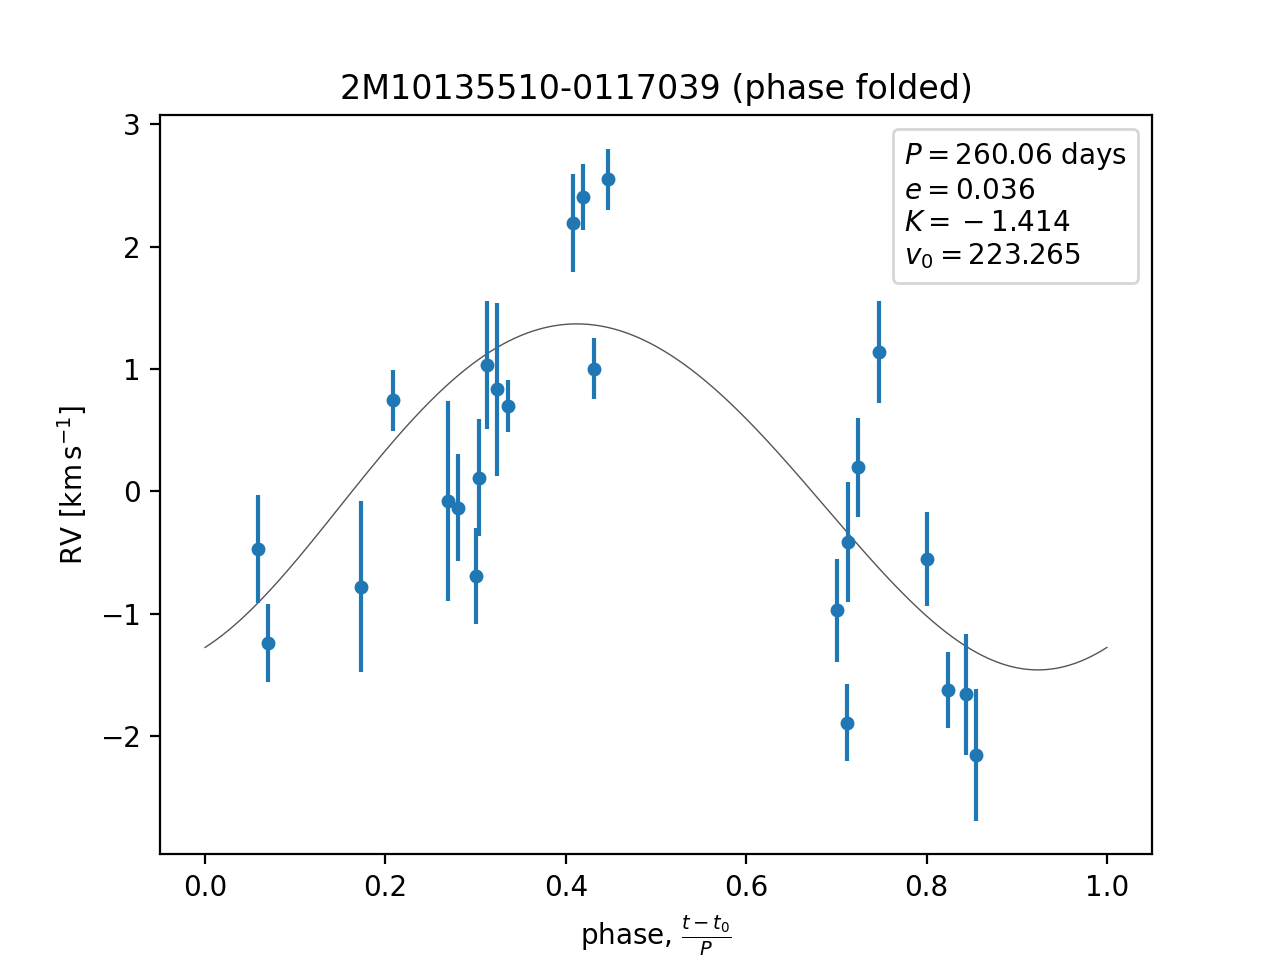 2M10135510-0117039 (phase folded)
P = 260.06 days
e = 0.036
K = −1.414
v₀ = 223.265
3
2
1
0
−1
−2
RV [km s⁻¹]
0.0 0.2 0.4 0.6 0.8 1.0
phase, (t − t₀)/P